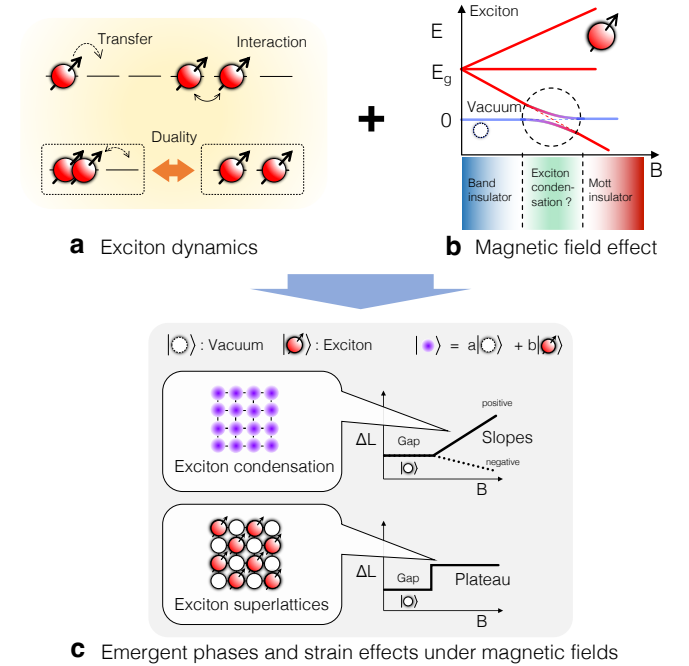 Transfer
Interaction
Duality
a Exciton dynamics
+
Exciton
E
Eg
Vacuum
0
B
Band
insulator
Exciton
conden-
sation ?
Mott
insulator
b Magnetic field effect
|○⟩ : Vacuum |●⟩ : Exciton |●⟩ = a|○⟩ + b|●⟩
Exciton condensation
ΔL
Gap
|○⟩
positive
Slopes
negative
B
Exciton superlattices
ΔL
Gap
|○⟩
Plateau
B
c Emergent phases and strain effects under magnetic fields